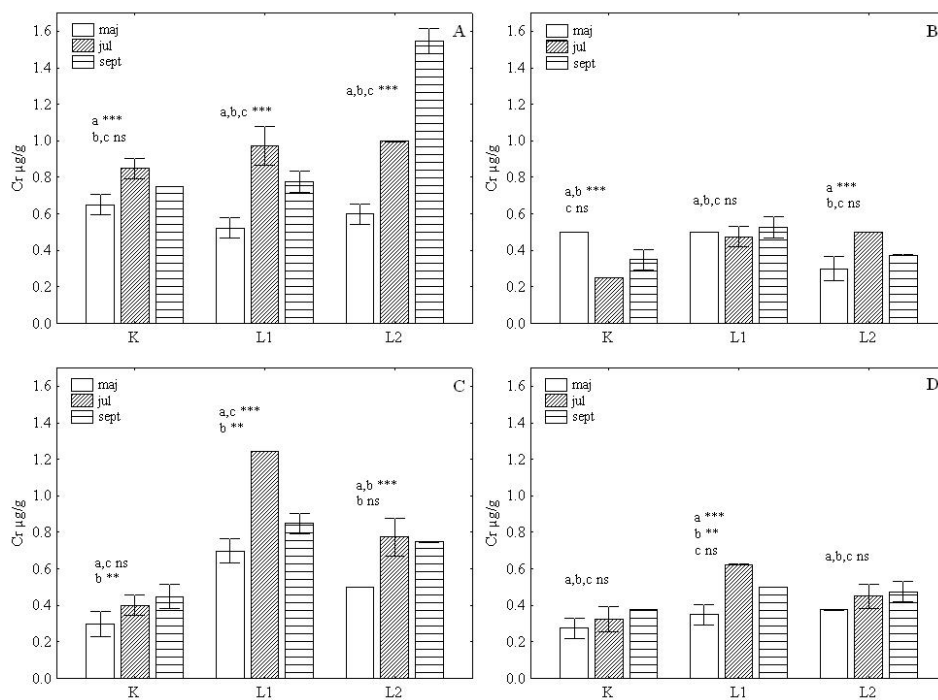 A
maj
jul
sept
Cr µg/g
1.6
1.4
1.2
1.0
0.8
0.6
0.4
0.2
0.0
a ***
b,c ns
a,b,c ***
a,b,c ***
K
L1
L2
B
maj
jul
sept
Cr µg/g
1.6
1.4
1.2
1.0
0.8
0.6
0.4
0.2
0.0
a,b ***
c ns
a,b,c ns
a ***
b,c ns
K
L1
L2
C
maj
jul
sept
Cr µg/g
1.6
1.4
1.2
1.0
0.8
0.6
0.4
0.2
0.0
a,c ns
b **
a,c ***
b **
a,b ***
b ns
K
L1
L2
D
maj
jul
sept
Cr µg/g
1.6
1.4
1.2
1.0
0.8
0.6
0.4
0.2
0.0
a,b,c ns
a ***
b **
c ns
a,b,c ns
K
L1
L2